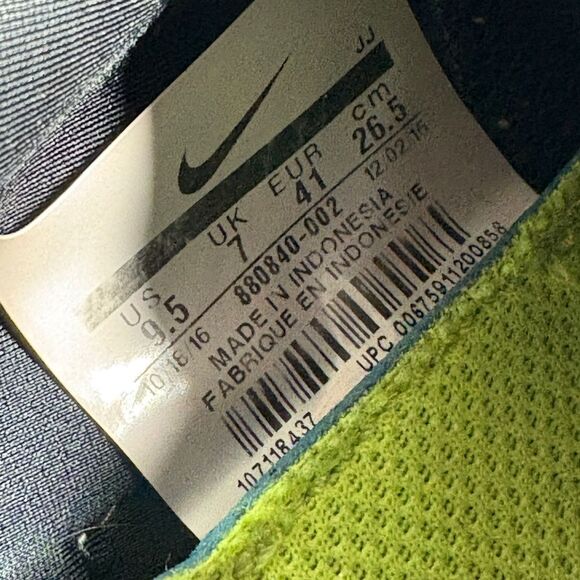 JJ
US UK EUR cm
9.5 7 41 26.5
10/18/16 880840-002 12/02/16
MADE IN INDONESIA
FABRIQUE EN INDONESIE
107118437 UPC 00675911200858